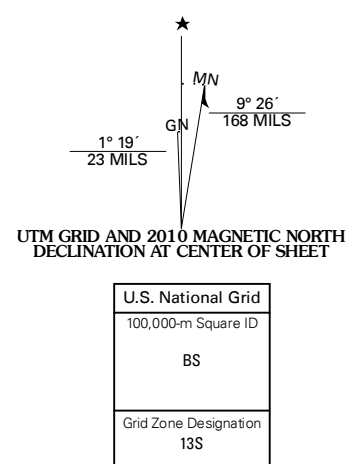 ★
MN
9° 26´
168 MILS
GN
1° 19´
23 MILS
UTM GRID AND 2010 MAGNETIC NORTH
DECLINATION AT CENTER OF SHEET
U.S. National Grid
100,000-m Square ID
BS
Grid Zone Designation
13S